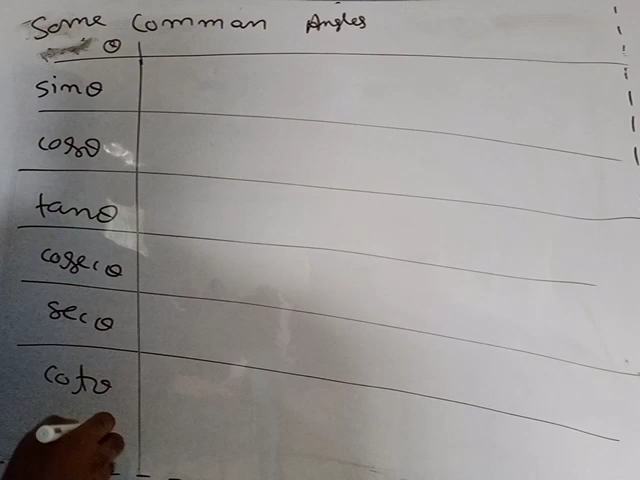 Some Comman Angles
θ
sinθ
cosθ
tanθ
cosecθ
secθ
cotθ